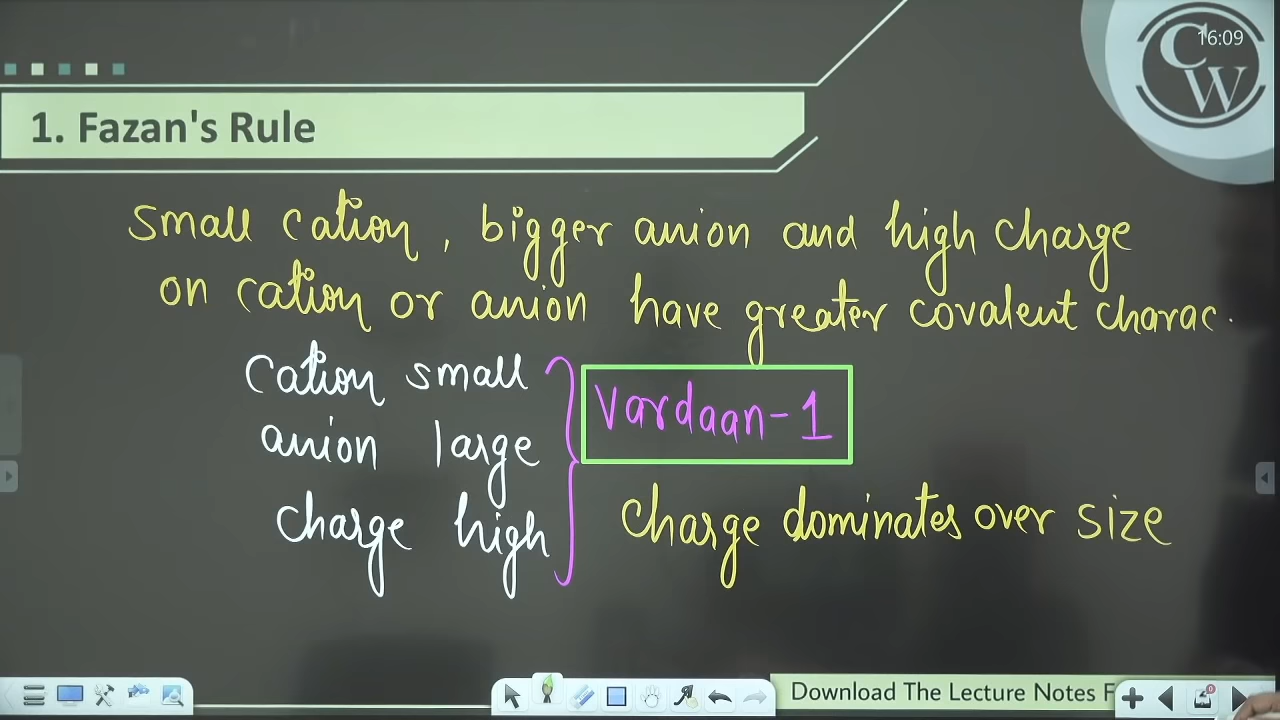 16:09
CW
1. Fazan's Rule
Small cation, bigger anion and high charge
on cation or anion have greater covalent charac.
Cation small
anion large
charge high
Vardaan-1
Charge dominates over size
Download The Lecture Notes F